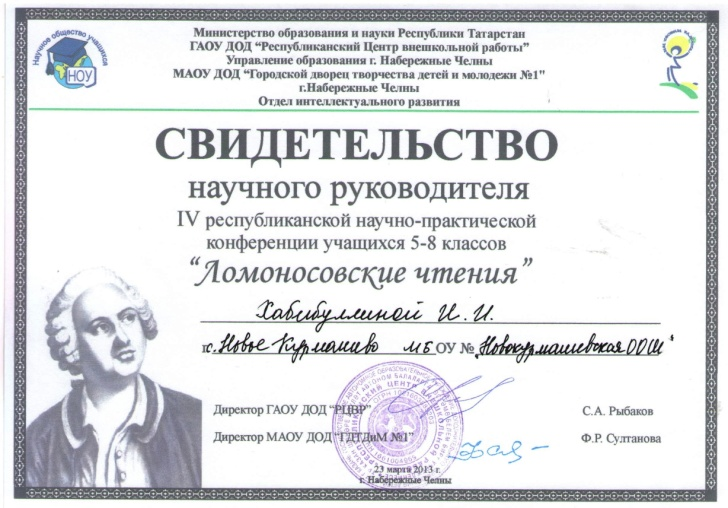 Научное общество учащихся
НОУ
Министерство образования и науки Республики Татарстан
ГАОУ ДОД “Республиканский Центр внешкольной работы”
Управление образования г. Набережные Челны
МАОУ ДОД “Городской дворец творчества детей и молодежи №1"
г.Набережные Челны
Отдел интеллектуального развития
СВИДЕТЕЛЬСТВО
научного руководителя
IV республиканской научно-практической
конференции учащихся 5-8 классов
“Ломоносовские чтения”
Хабибуллиной И. И.
с. Новое Курмашево МБ ОУ № Новокурмашевская ООШ
Директор ГАОУ ДОД “РЦВР”
С.А. Рыбаков
Директор МАОУ ДОД “ГДТДиМ №1”
Ф.Р. Султанова
23 марта 2013 г.
г. Набережные Челны